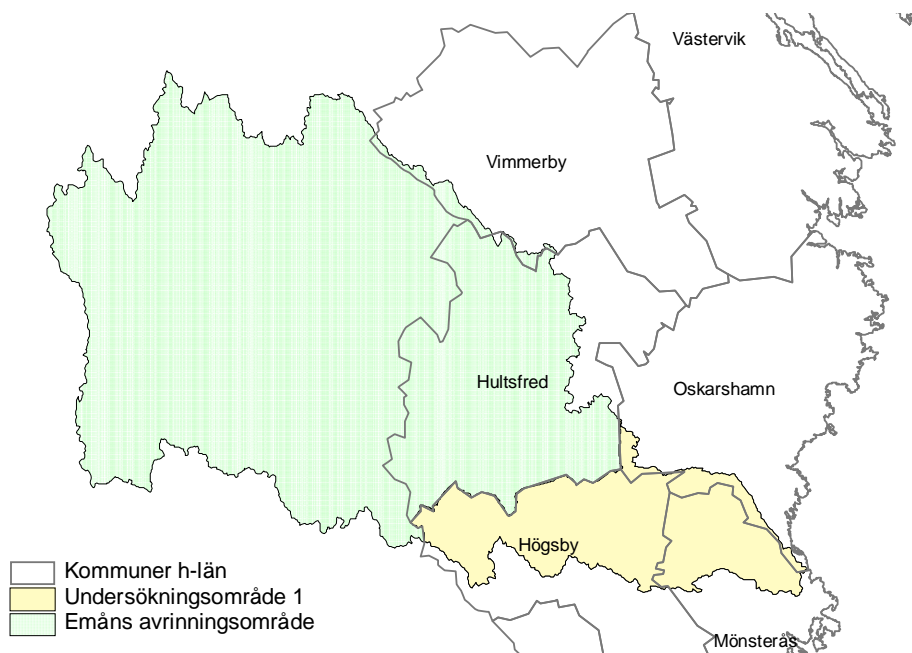 Västervik
Vimmerby
Hultsfred
Oskarshamn
Högsby
Mönsterås
Kommuner h-län
Undersökningsområde 1
Emåns avrinningsområde